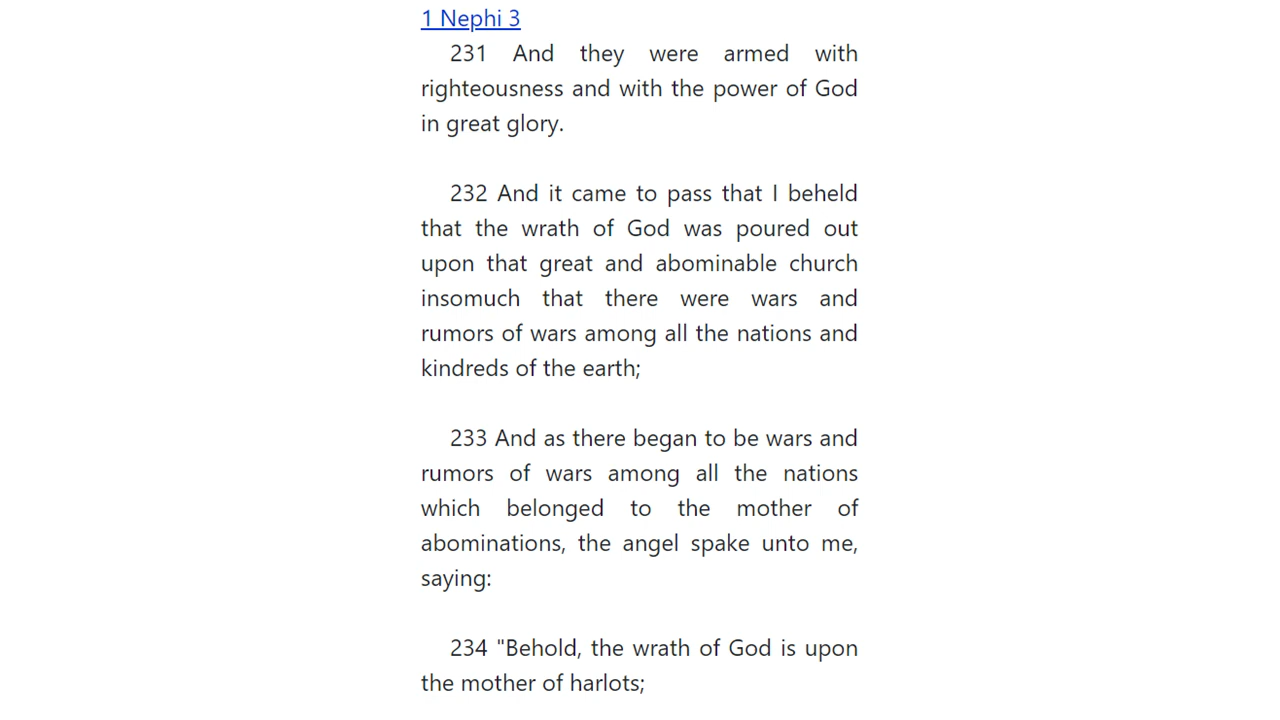 1 Nephi 3
231 And they were armed with
righteousness and with the power of God
in great glory.
232 And it came to pass that I beheld
that the wrath of God was poured out
upon that great and abominable church
insomuch that there were wars and
rumors of wars among all the nations and
kindreds of the earth;
233 And as there began to be wars and
rumors of wars among all the nations
which belonged to the mother of
abominations, the angel spake unto me,
saying:
234 "Behold, the wrath of God is upon
the mother of harlots;